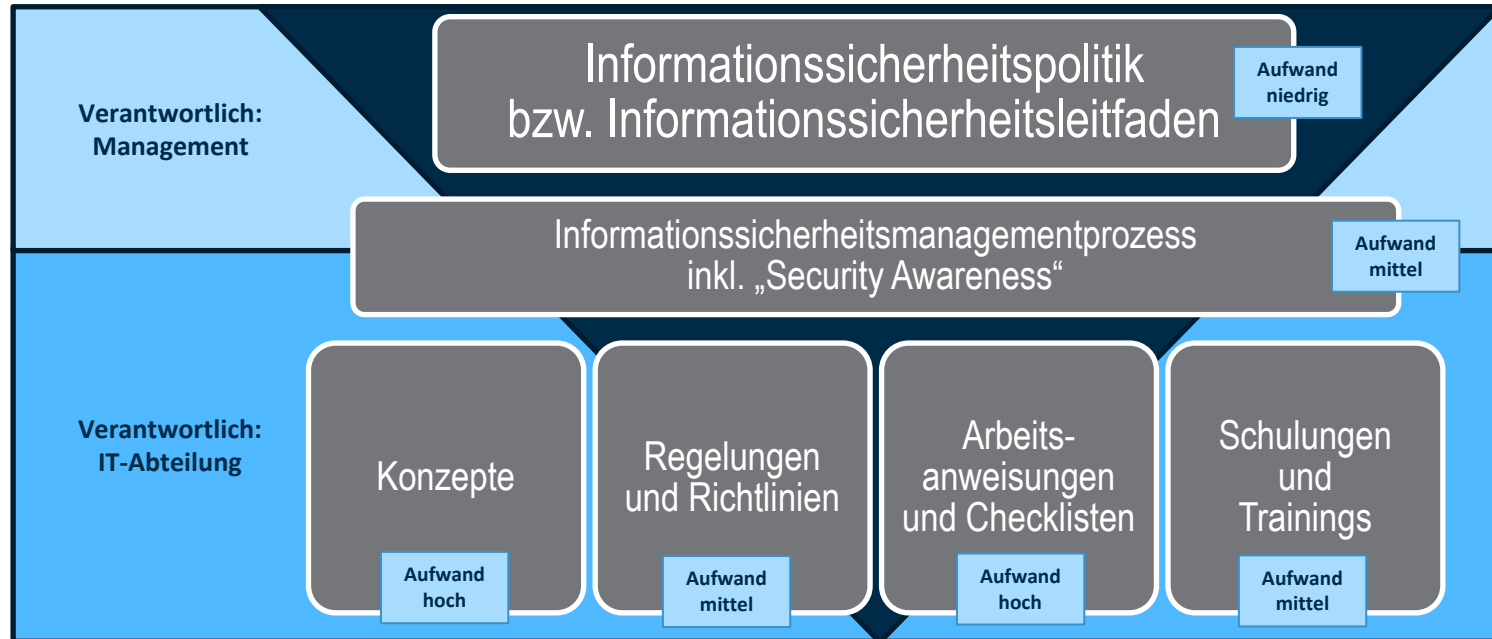 Verantwortlich:
Management
Informationssicherheitspolitik
bzw. Informationssicherheitsleitfaden
Aufwand
niedrig
Informationssicherheitsmanagementprozess
inkl. „Security Awareness“
Aufwand
mittel
Verantwortlich:
IT-Abteilung
Konzepte
Aufwand
hoch
Regelungen
und Richtlinien
Aufwand
mittel
Arbeits-
anweisungen
und Checklisten
Aufwand
hoch
Schulungen
und
Trainings
Aufwand
mittel